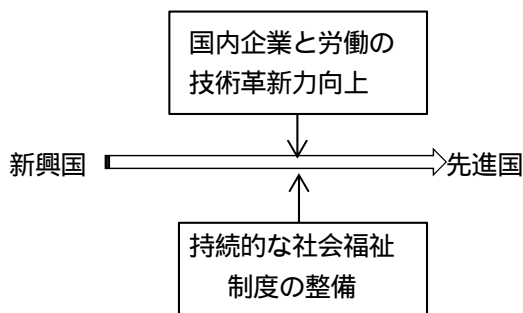 国内企業と労働の
技術革新力向上
新興国
先進国
持続的な社会福祉
制度の整備